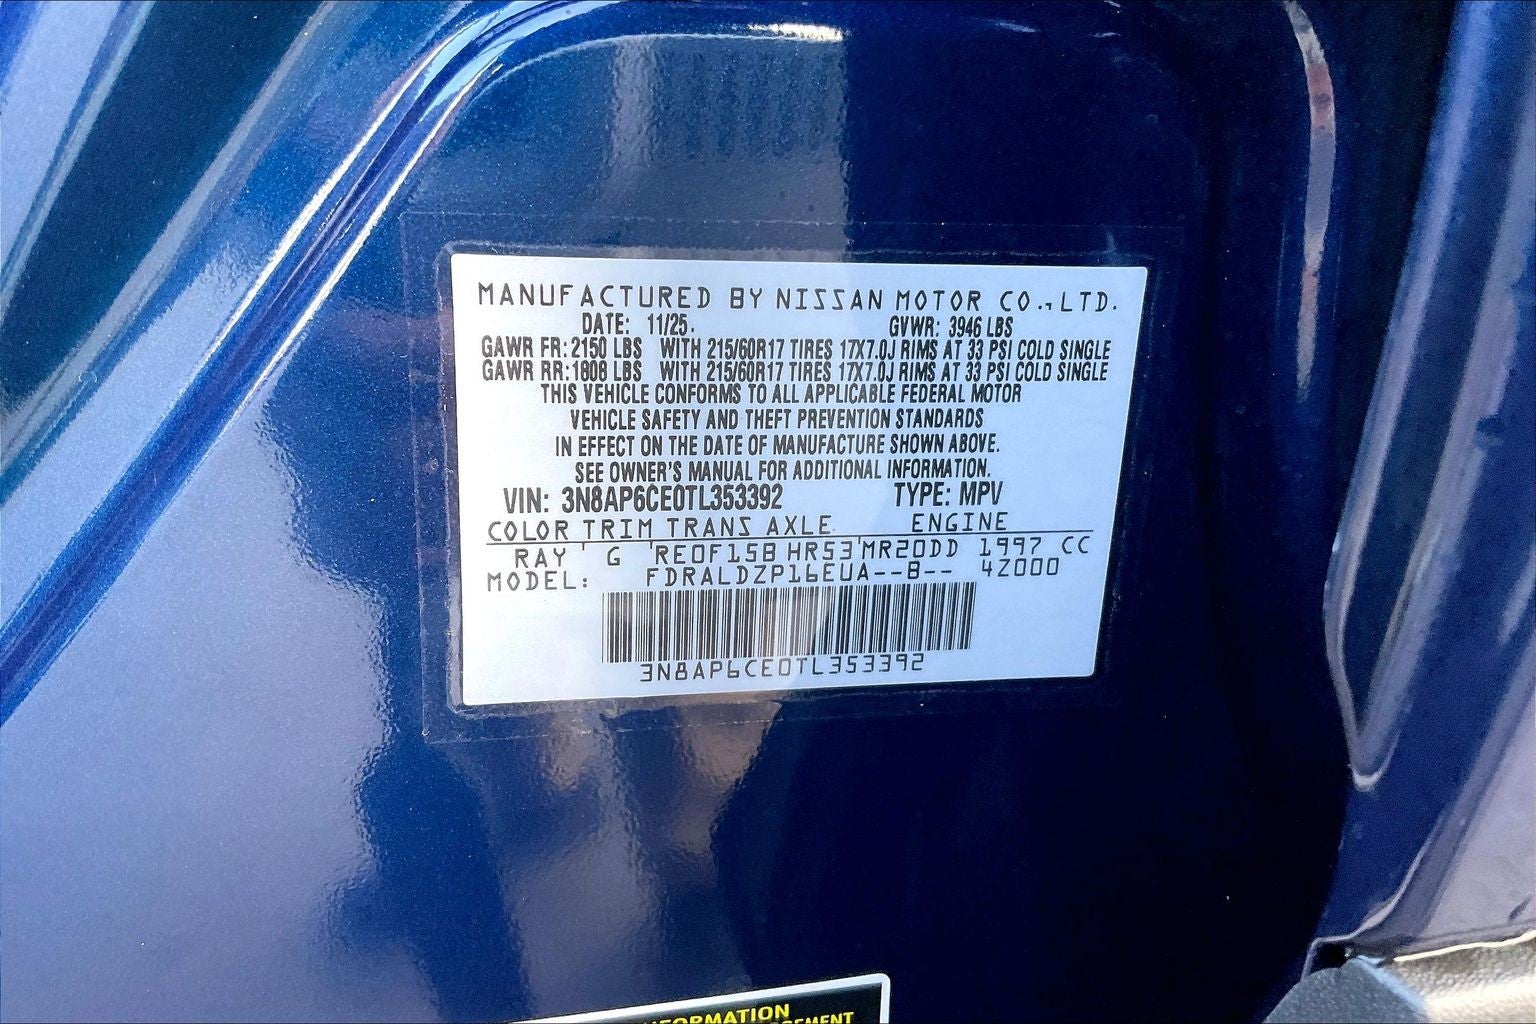 MANUFACTURED BY NISSAN MOTOR CO.,LTD.
DATE: 11/25. GVWR: 3946 LBS
GAWR FR: 2150 LBS WITH 215/60R17 TIRES 17X7.0J RIMS AT 33 PSI COLD SINGLE
GAWR RR: 1808 LBS WITH 215/60R17 TIRES 17X7.0J RIMS AT 33 PSI COLD SINGLE
THIS VEHICLE CONFORMS TO ALL APPLICABLE FEDERAL MOTOR
VEHICLE SAFETY AND THEFT PREVENTION STANDARDS
IN EFFECT ON THE DATE OF MANUFACTURE SHOWN ABOVE.
SEE OWNER'S MANUAL FOR ADDITIONAL INFORMATION.
VIN: 3N8AP6CE0TL353392 TYPE: MPV
COLOR TRIM TRANS AXLE ENGINE
RAY G RE0F15B HR53 MR20DD 1997 CC
MODEL: FDRALDZP16EUA--B-- 4Z000
3N8AP6CE0TL353392